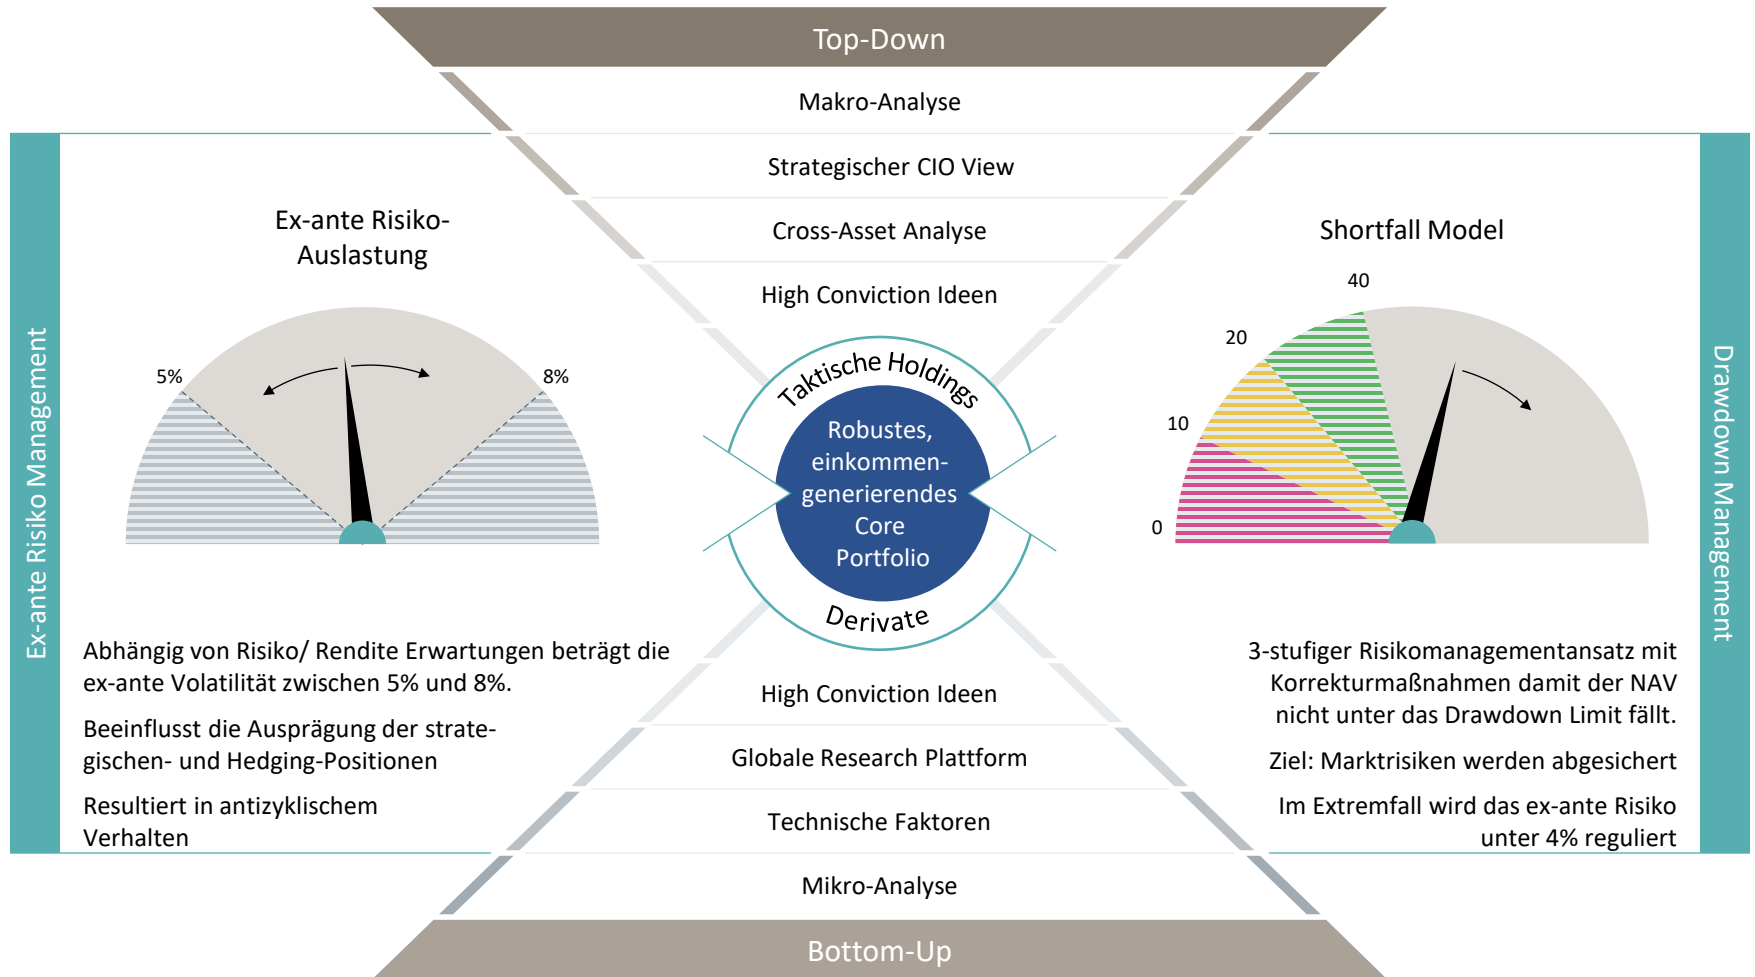 Top-Down
Makro-Analyse
Strategischer CIO View
Cross-Asset Analyse
High Conviction Ideen
Ex-ante Risiko Management
Ex-ante Risiko-
Auslastung
5%
8%
Abhängig von Risiko/ Rendite Erwartungen beträgt die
ex-ante Volatilität zwischen 5% und 8%.
Beeinflusst die Ausprägung der strate-
gischen- und Hedging-Positionen
Resultiert in antizyklischem
Verhalten
Taktische Holdings
Robustes,
einkommen-
generierendes
Core
Portfolio
Derivate
Shortfall Model
40
20
10
0
3-stufiger Risikomanagementansatz mit
Korrekturmaßnahmen damit der NAV
nicht unter das Drawdown Limit fällt.
Ziel: Marktrisiken werden abgesichert
Im Extremfall wird das ex-ante Risiko
unter 4% reguliert
Drawdown Management
High Conviction Ideen
Globale Research Plattform
Technische Faktoren
Mikro-Analyse
Bottom-Up